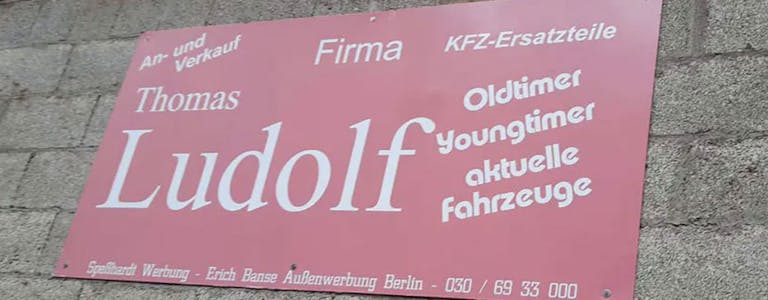 An- und
Verkauf
Firma
KFZ-Ersatzteile
Thomas
Ludolf
Oldtimer
Youngtimer
aktuelle
Fahrzeuge
Speßhardt Werbung - Erich Banse Außenwerbung Berlin - 030 / 69 33 000